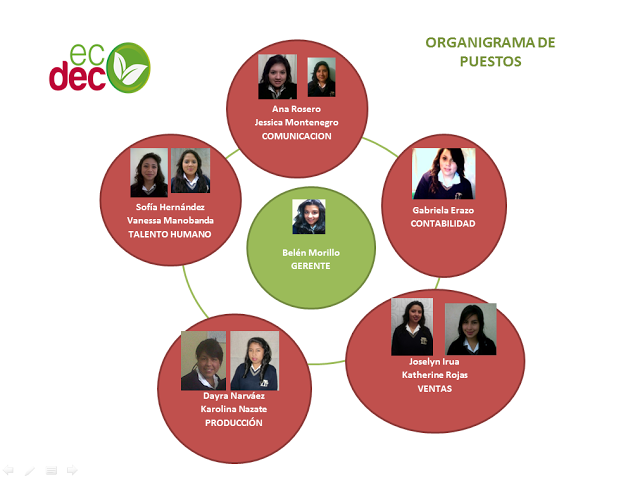 ec
dec
ORGANIGRAMA DE
PUESTOS
Ana Rosero
Jessica Montenegro
COMUNICACION
Sofía Hernández
Vanessa Manobanda
TALENTO HUMANO
Gabriela Erazo
CONTABILIDAD
Belén Morillo
GERENTE
Joselyn Irua
Katherine Rojas
VENTAS
Dayra Narváez
Karolina Nazate
PRODUCCIÓN